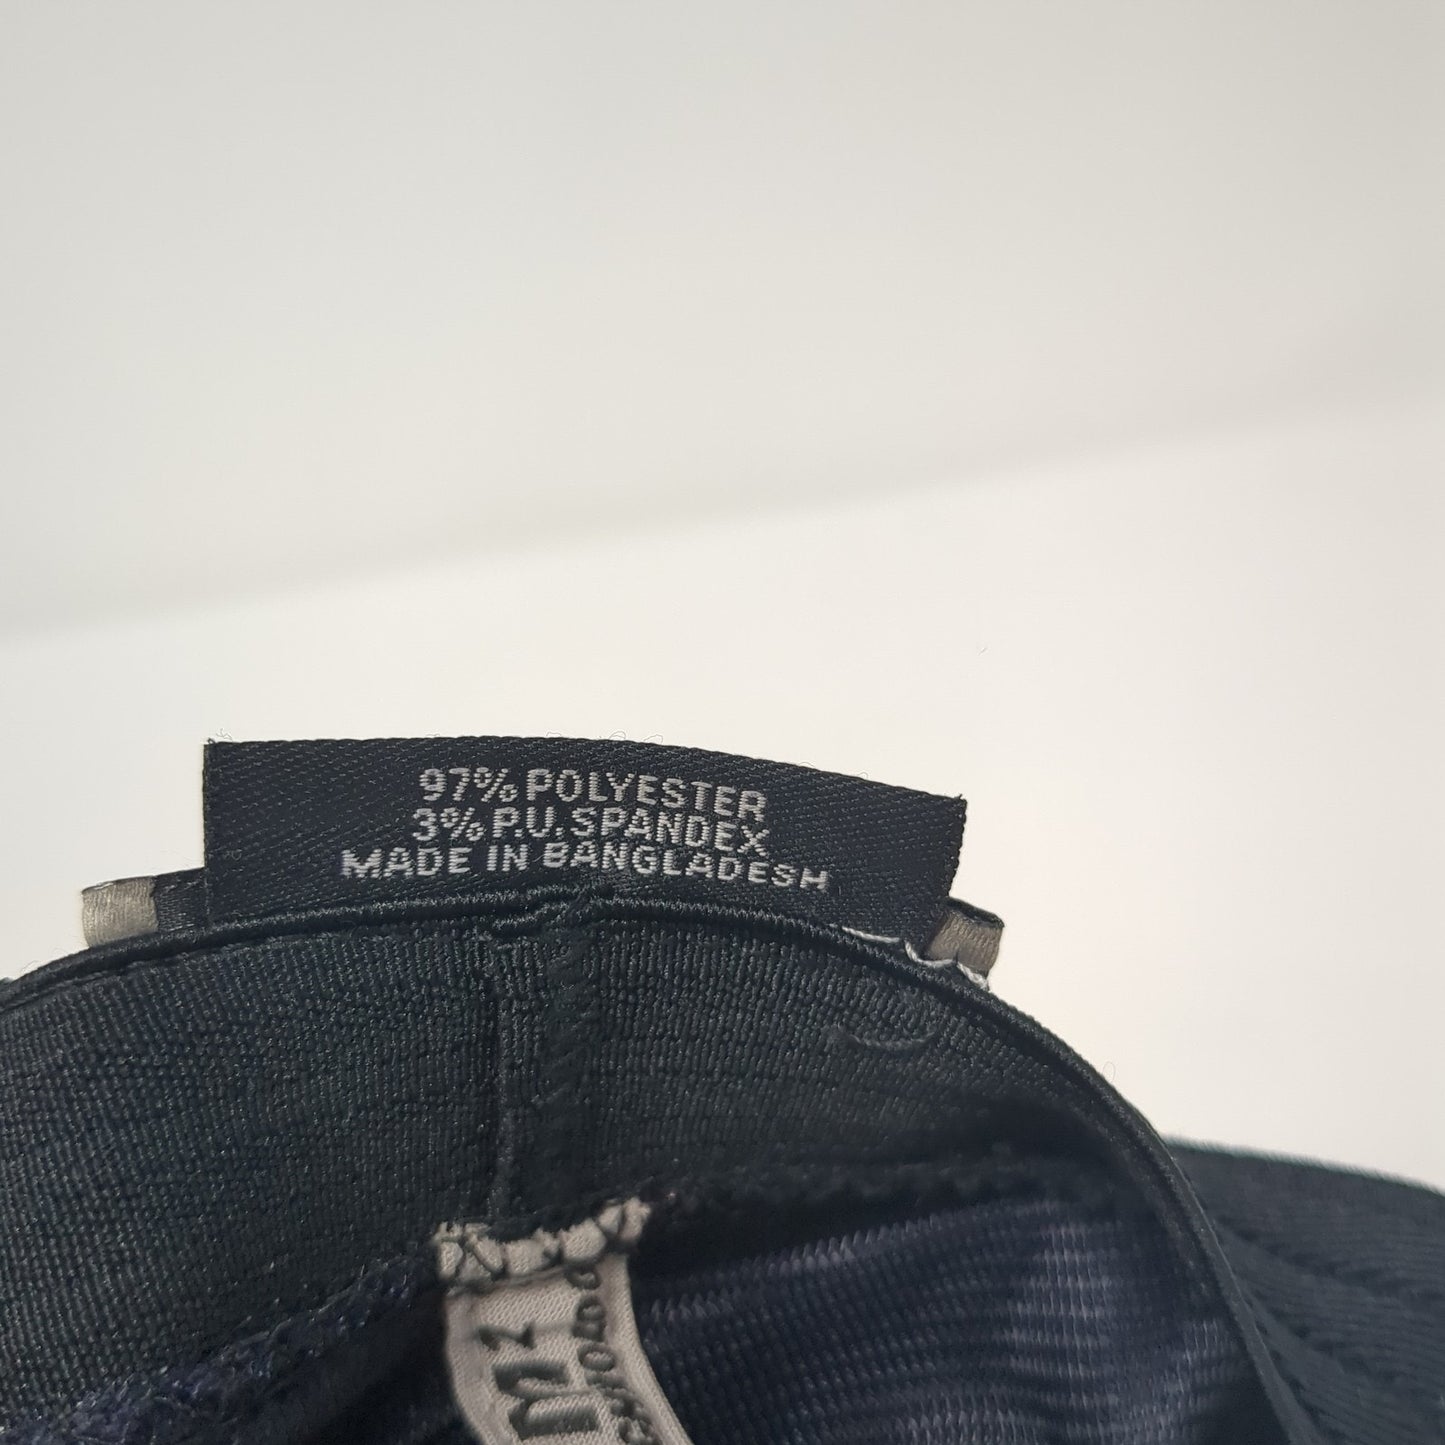 97% POLYESTER
3% P.U. SPANDEX
MADE IN BANGLADESH